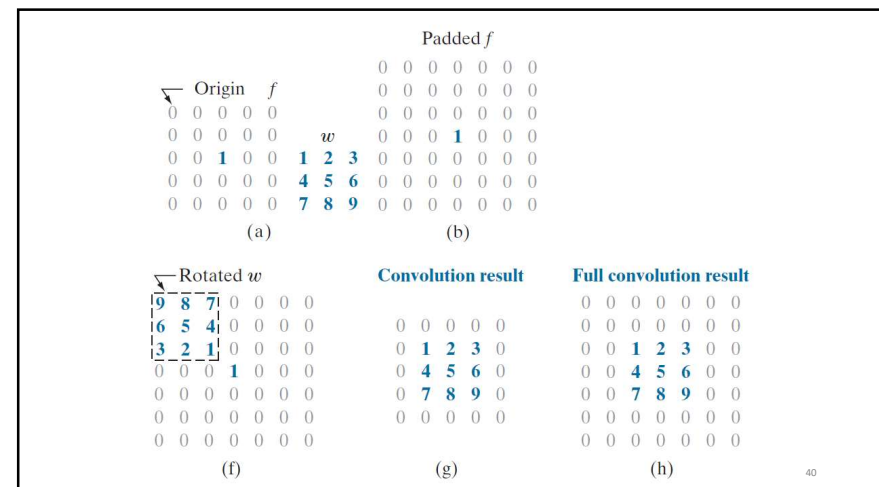 Padded f
0 0 0 0 0 0 0
0 0 0 0 0 0 0
0 0 0 0 0 0 0
0 0 0 1 0 0 0
0 0 0 0 0 0 0
0 0 0 0 0 0 0
0 0 0 0 0 0 0
(b)
Origin f
0 0 0 0 0
0 0 0 0 0
0 0 1 0 0
0 0 0 0 0
0 0 0 0 0
w
1 2 3
4 5 6
7 8 9
(a)
Rotated w
9 8 7 0 0 0 0
6 5 4 0 0 0 0
3 2 1 0 0 0 0
0 0 0 1 0 0 0
0 0 0 0 0 0 0
0 0 0 0 0 0 0
0 0 0 0 0 0 0
(f)
Convolution result
0 0 0 0 0
0 1 2 3 0
0 4 5 6 0
0 7 8 9 0
0 0 0 0 0
(g)
Full convolution result
0 0 0 0 0 0 0
0 0 0 0 0 0 0
0 0 1 2 3 0 0
0 0 4 5 6 0 0
0 0 7 8 9 0 0
0 0 0 0 0 0 0
0 0 0 0 0 0 0
(h)
40